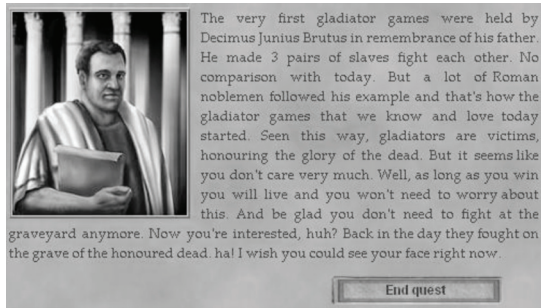 The very first gladiator games were held by
Decimus Junius Brutus in remembrance of his father.
He made 3 pairs of slaves fight each other. No
comparison with today. But a lot of Roman
noblemen followed his example and that's how the
gladiator games that we know and love today
started. Seen this way, gladiators are victims,
honouring the glory of the dead. But it seems like
you don't care very much. Well, as long as you win
you will live and you won't need to worry about
this. And be glad you don't need to fight at the
graveyard anymore. Now you're interested, huh? Back in the day they fought on
the grave of the honoured dead. ha! I wish you could see your face right now.
End quest